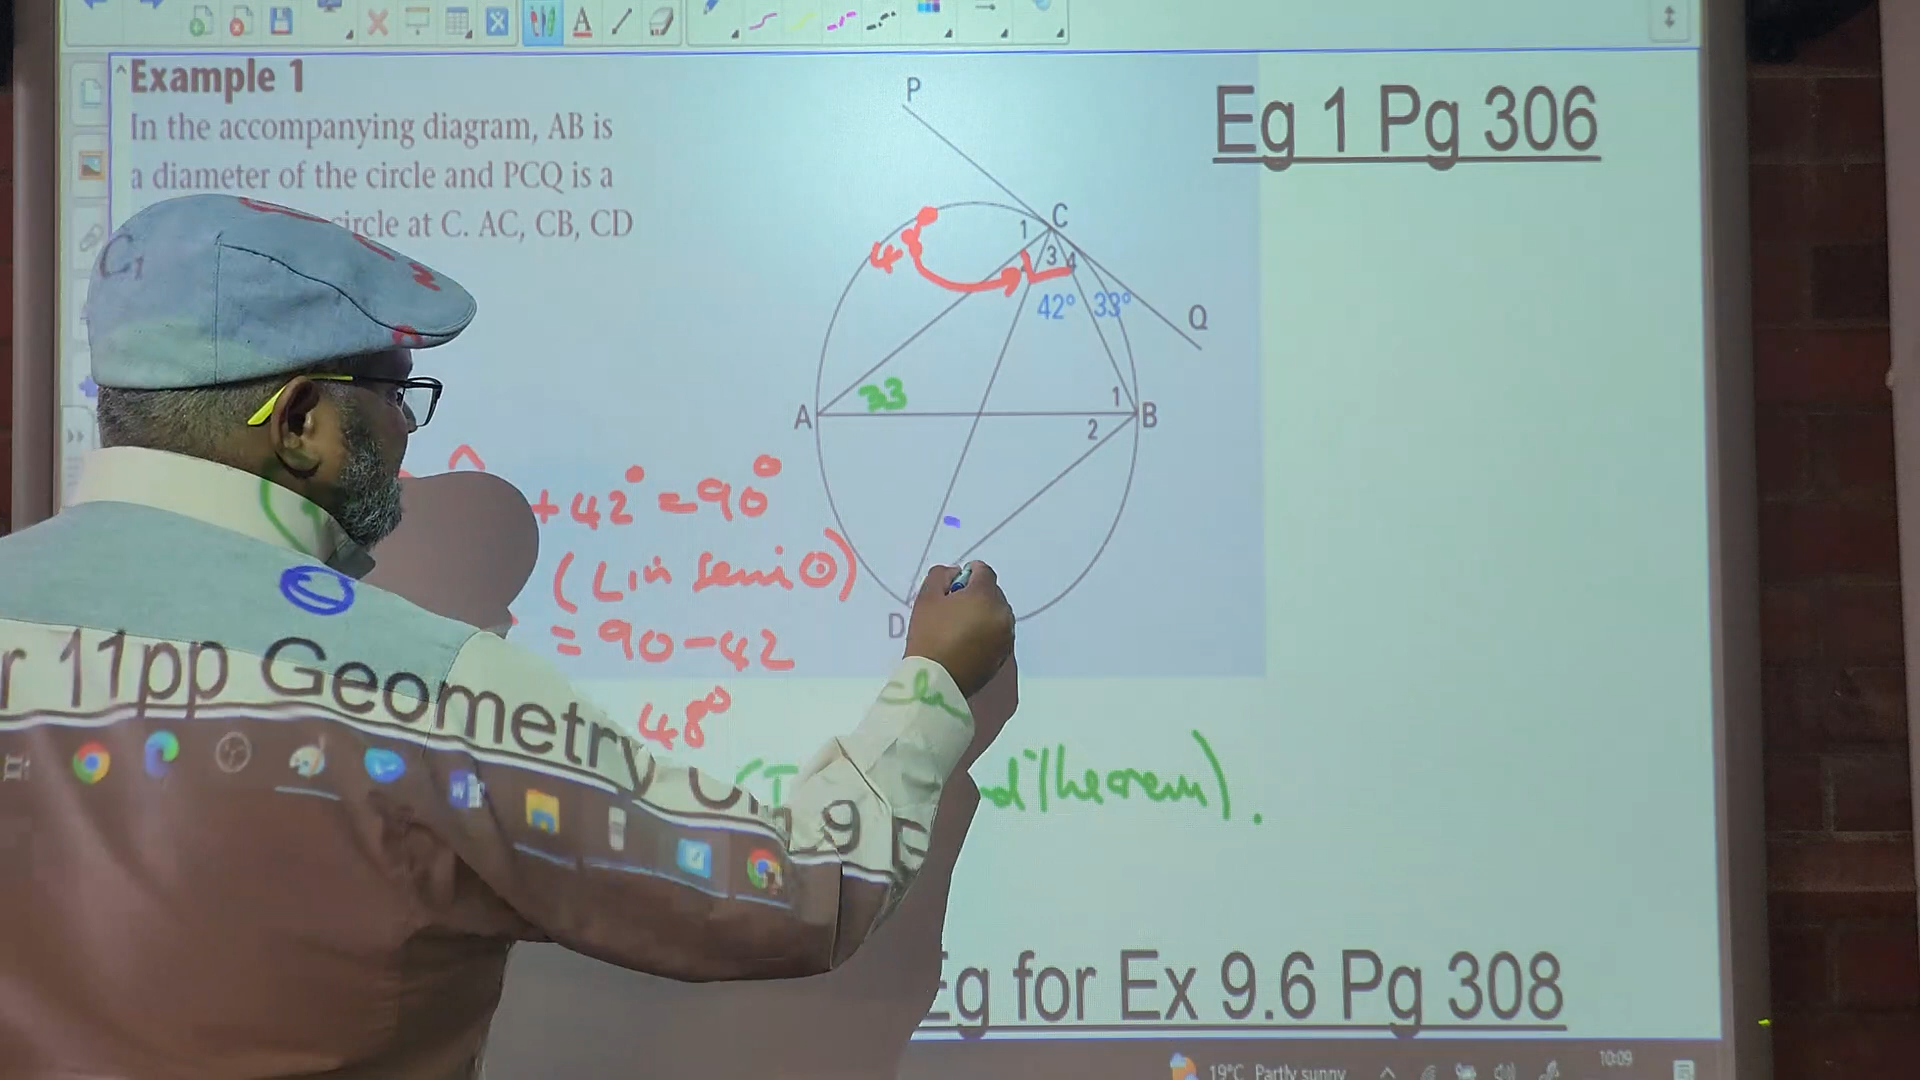 Example 1
In the accompanying diagram, AB is
a diameter of the circle and PCQ is a
circle at C. AC, CB, CD
Eg 1 Pg 306
P
C
1
3
4
42°
33°
Q
4
33
A
B
1
2
D
C1
+ 42° = 90°
(∠ in semi ⊙)
= 90 - 42
48°
Theorem).
11pp Geometry
9
Eg for Ex 9.6 Pg 308
19°C Partly sunny
10:09